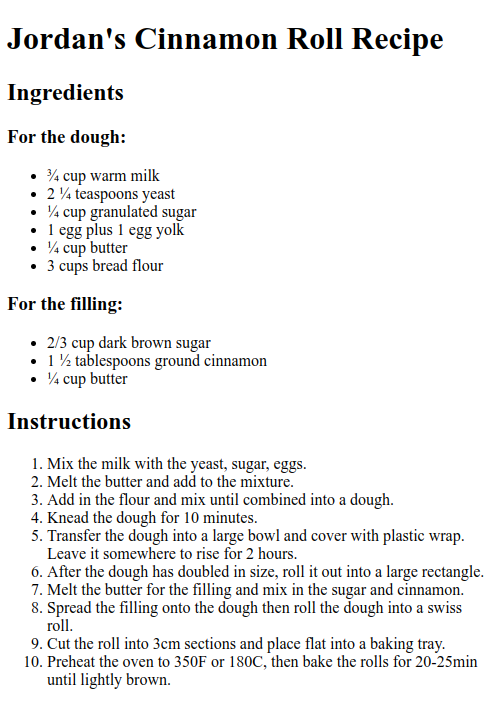 Jordan's Cinnamon Roll Recipe
Ingredients
For the dough:
• ¾ cup warm milk
• 2 ¼ teaspoons yeast
• ¼ cup granulated sugar
• 1 egg plus 1 egg yolk
• ¼ cup butter
• 3 cups bread flour
For the filling:
• 2/3 cup dark brown sugar
• 1 ½ tablespoons ground cinnamon
• ¼ cup butter
Instructions
1. Mix the milk with the yeast, sugar, eggs.
2. Melt the butter and add to the mixture.
3. Add in the flour and mix until combined into a dough.
4. Knead the dough for 10 minutes.
5. Transfer the dough into a large bowl and cover with plastic wrap.
Leave it somewhere to rise for 2 hours.
6. After the dough has doubled in size, roll it out into a large rectangle.
7. Melt the butter for the filling and mix in the sugar and cinnamon.
8. Spread the filling onto the dough then roll the dough into a swiss
roll.
9. Cut the roll into 3cm sections and place flat into a baking tray.
10. Preheat the oven to 350F or 180C, then bake the rolls for 20-25min
until lightly brown.